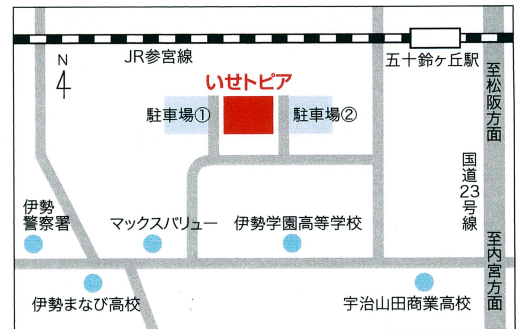 JR参宮線
五十鈴ヶ丘駅
N
いせトピア
駐車場①
駐車場②
至松阪方面
国道23号線
至内宮方面
伊勢
警察署
マックスバリュー
伊勢学園高等学校
伊勢まなび高校
宇治山田商業高校